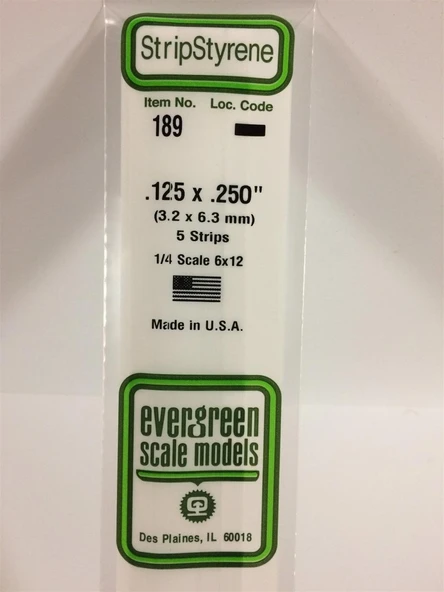 StripStyrene
Item No. Loc. Code
189
.125 x .250"
(3.2 x 6.3 mm)
5 Strips
1/4 Scale 6x12
Made in U.S.A.
evergreen
scale models
Des Plaines, IL 60018